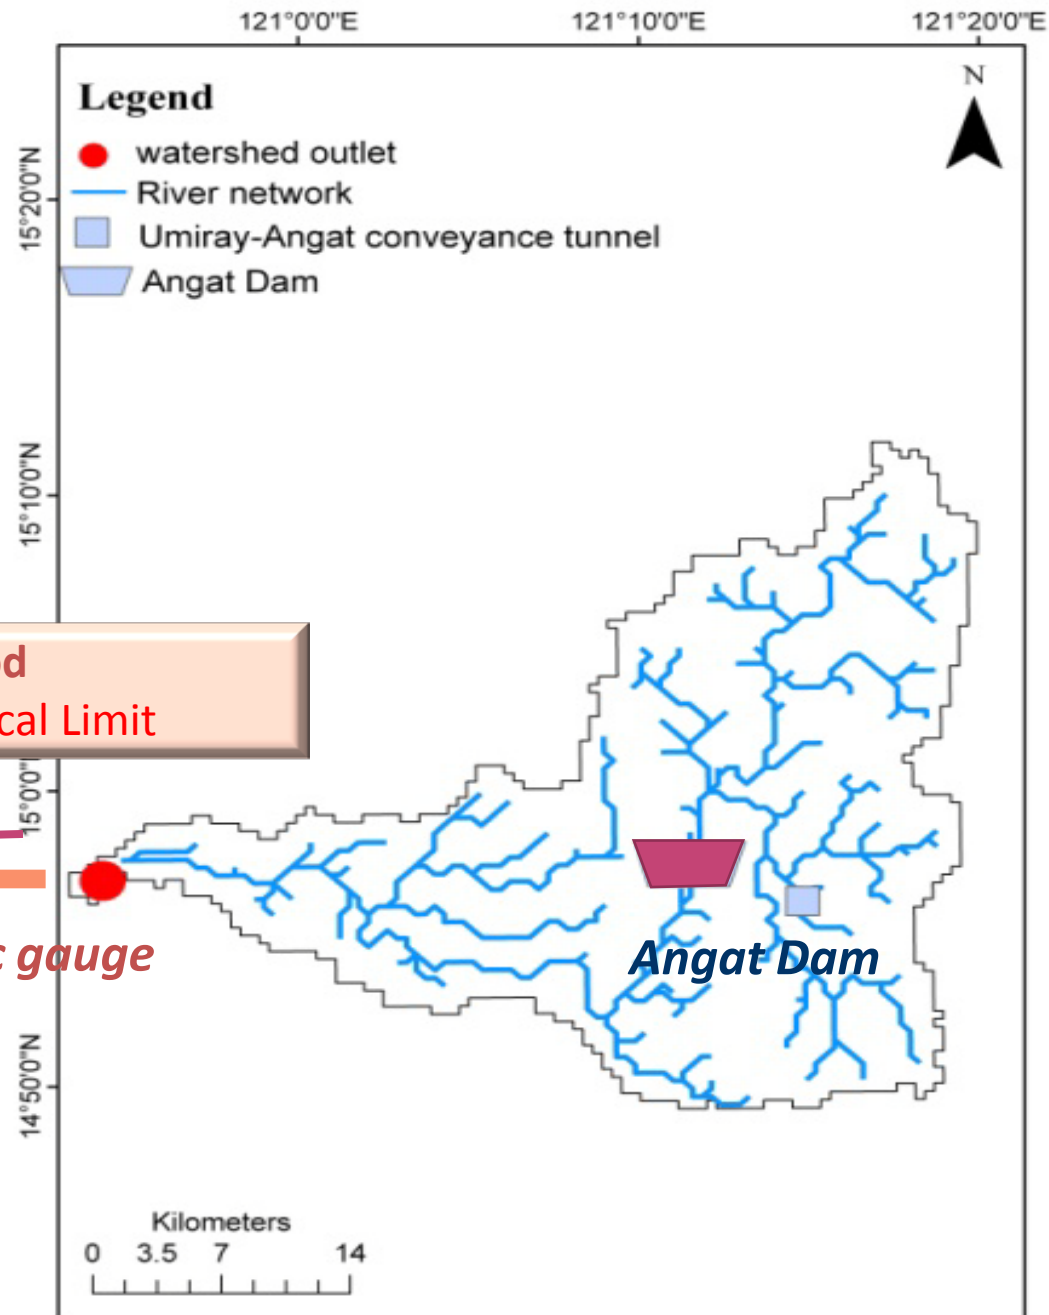 121°0'0"E 121°10'0"E 121°20'0"E
N
Legend
watershed outlet
River network
Umiray-Angat conveyance tunnel
Angat Dam
15°20'0"N
15°10'0"N
cal Limit
15°0'0"
gauge
Angat Dam
14°50'0"N
Kilometers
0 3.5 7 14